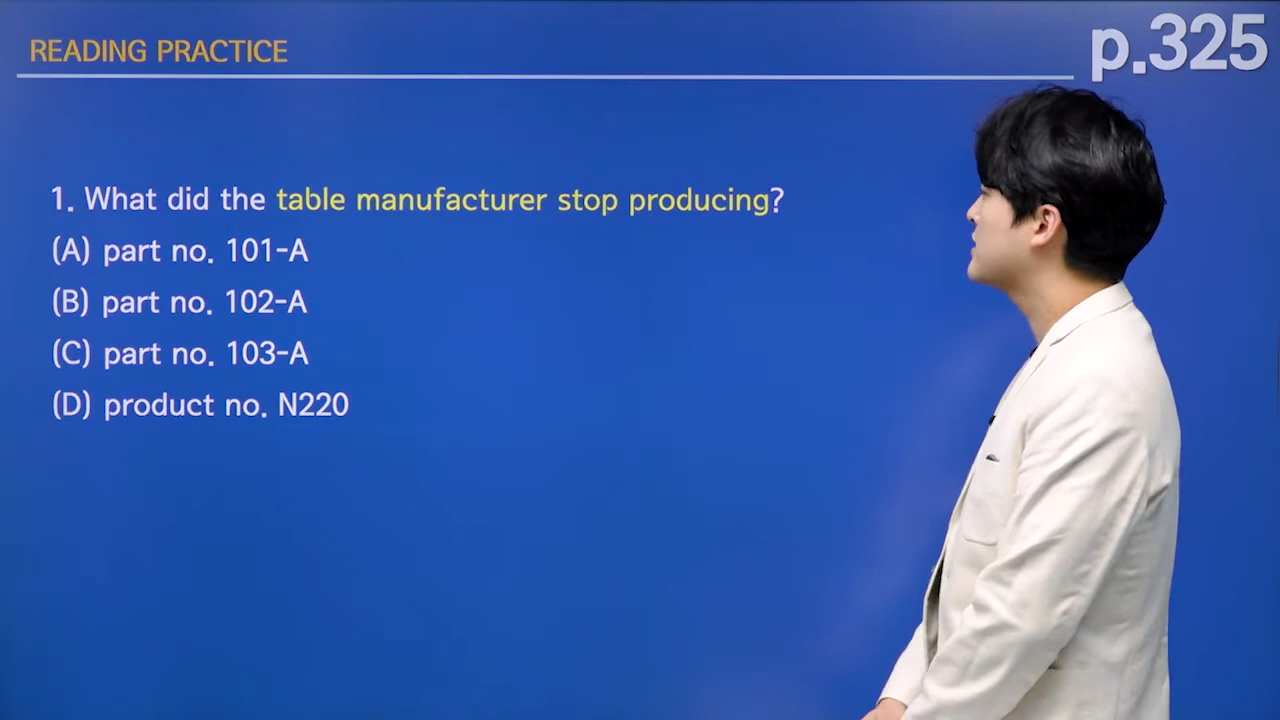 READING PRACTICE
p.325
1. What did the table manufacturer stop producing?
(A) part no. 101-A
(B) part no. 102-A
(C) part no. 103-A
(D) product no. N220